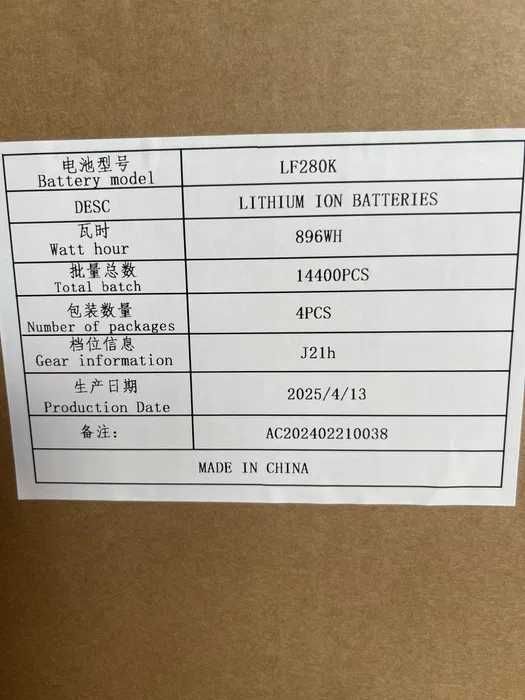 电池型号 LF280K
Battery model
DESC LITHIUM ION BATTERIES
瓦时 896WH
Watt hour
批量总数 14400PCS
Total batch
包装数量 4PCS
Number of packages
档位信息 J21h
Gear information
生产日期 2025/4/13
Production Date
备注： AC202402210038
MADE IN CHINA